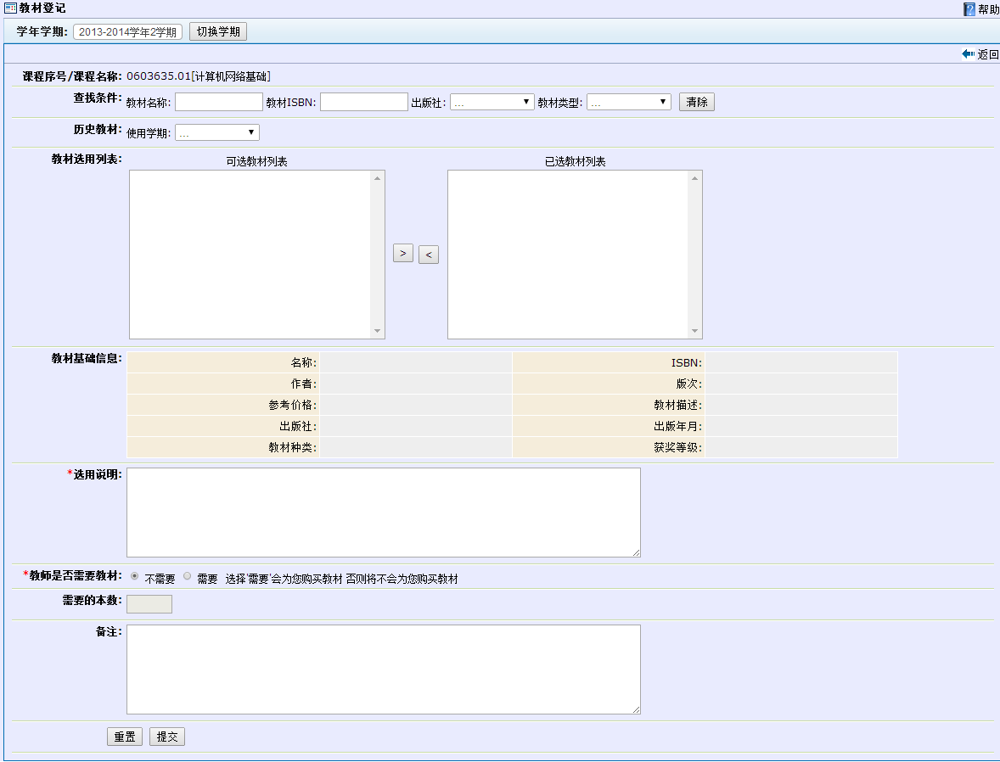 教材登记
帮助
学年学期: 2013-2014学年2学期 切换学期
返回
课程序号/课程名称: 0603635.01[计算机网络基础]
查找条件: 教材名称: 教材ISBN: 出版社: ... 教材类型: ... 清除
历史教材: 使用学期: ...
教材选用列表: 可选教材列表 已选教材列表
> <
教材基础信息: 名称: ISBN:
作者: 版次:
参考价格: 教材描述:
出版社: 出版年月:
教材种类: 获奖等级:
*选用说明:
*教师是否需要教材: 不需要 需要 选择'需要'会为您购买教材 否则将不会为您购买教材
需要的本数:
备注:
重置 提交